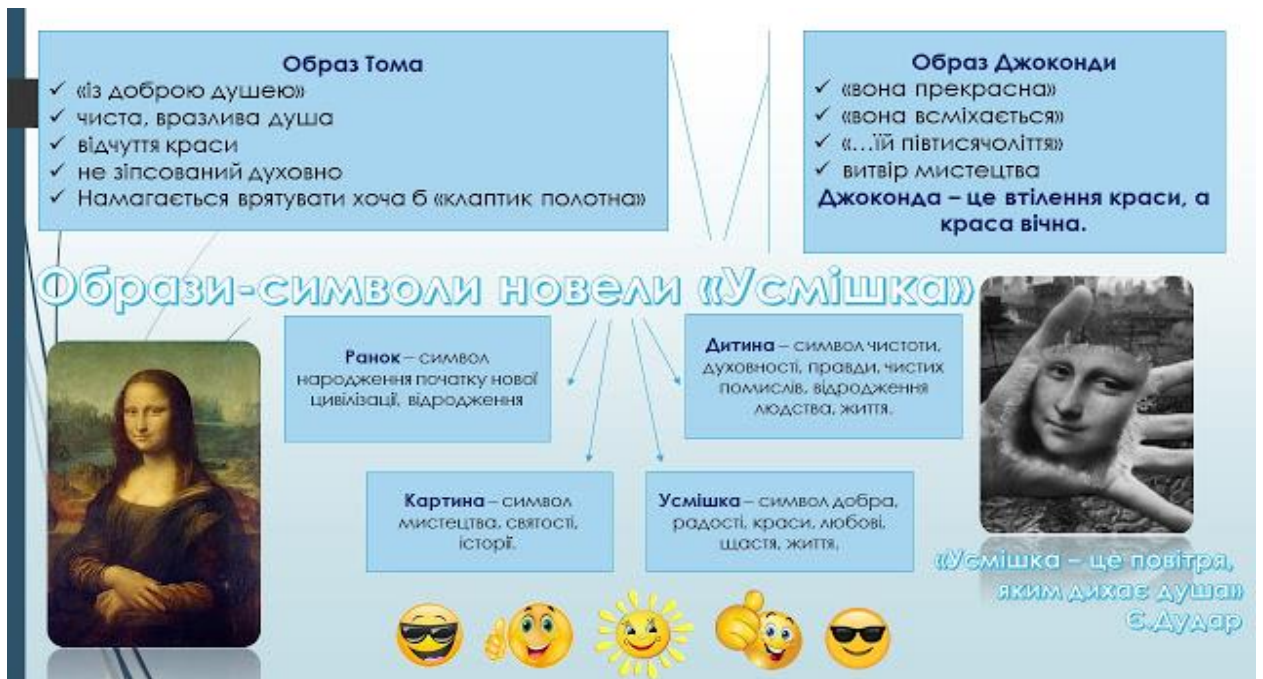 Образ Тома
✓ «із доброю душею»
✓ чиста, вразлива душа
✓ відчуття краси
✓ не зіпсований духовно
✓ Намагається врятувати хоча б «клаптик полотна»
Образ Джоконди
✓ «вона прекрасна»
✓ «вона всміхається»
✓ «…їй півтисячоліття»
✓ витвір мистецтва
Джоконда – це втілення краси, а
краса вічна.
Образи-символи новели «Усмішка»
Ранок – символ
народження початку нової
цивілізації, відродження
Дитина – символ чистоти,
духовності, правди, чистих
помислів, відродження
людства, життя.
Картина – символ
мистецтва, святості,
історії.
Усмішка – символ добра,
радості, краси, любові,
щастя, життя.
«Усмішка – це повітря,
яким дихає душа»
Є.Дудар